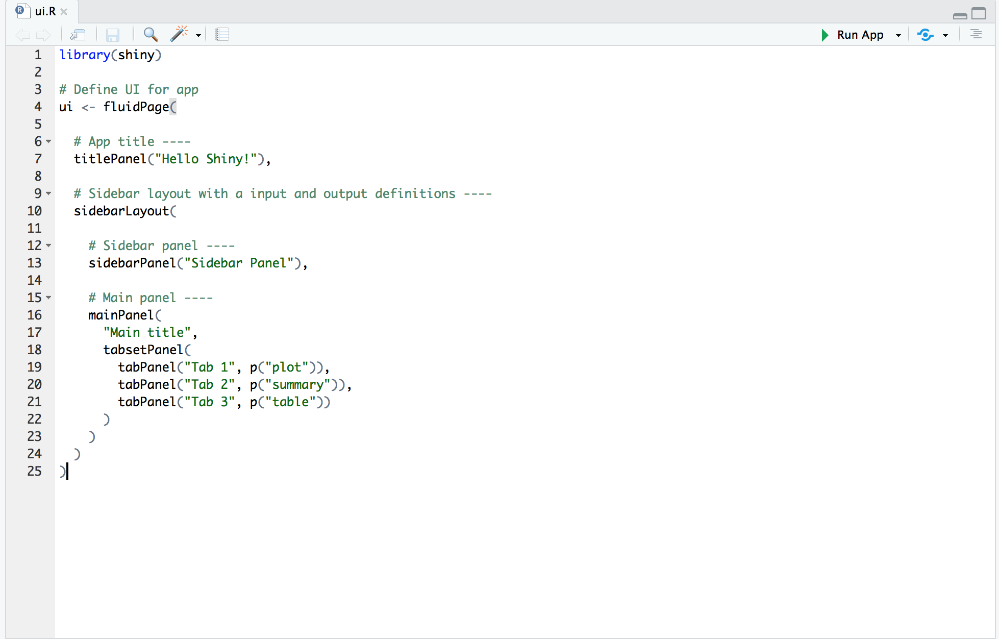 ui.R
Run App
1 library(shiny)
2
3 # Define UI for app
4 ui <- fluidPage(
5
6   # App title ----
7   titlePanel("Hello Shiny!"),
8
9   # Sidebar layout with a input and output definitions ----
10   sidebarLayout(
11
12     # Sidebar panel ----
13     sidebarPanel("Sidebar Panel"),
14
15     # Main panel ----
16     mainPanel(
17       "Main title",
18       tabsetPanel(
19         tabPanel("Tab 1", p("plot")),
20         tabPanel("Tab 2", p("summary")),
21         tabPanel("Tab 3", p("table"))
22       )
23     )
24   )
25 )